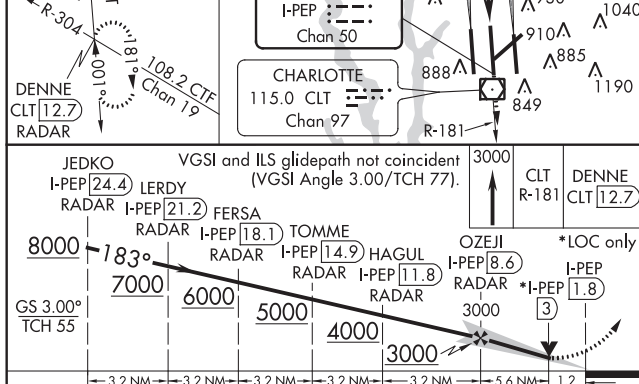 R-304
181°
001°
108.2 CTF
Chan 19
DENNE
CLT 12.7
RADAR
I-PEP
Chan 50
CHARLOTTE
115.0 CLT
Chan 97
1040
910
885
888
849
1190
R-181
JEDKO
I-PEP 24.4
RADAR
LERDY
I-PEP 21.2
RADAR
FERSA
I-PEP 18.1
RADAR
TOMME
I-PEP 14.9
RADAR
HAGUL
I-PEP 11.8
RADAR
OZEJI
I-PEP 8.6
RADAR
VGSI and ILS glidepath not coincident
(VGSI Angle 3.00/TCH 77).
3000
CLT
R-181
DENNE
CLT 12.7
*LOC only
I-PEP
1.8
*I-PEP
3
8000
183°
7000
6000
5000
4000
3000
3000
GS 3.00°
TCH 55
3.2 NM
3.2 NM
3.2 NM
3.2 NM
3.2 NM
5.6 NM
1.2